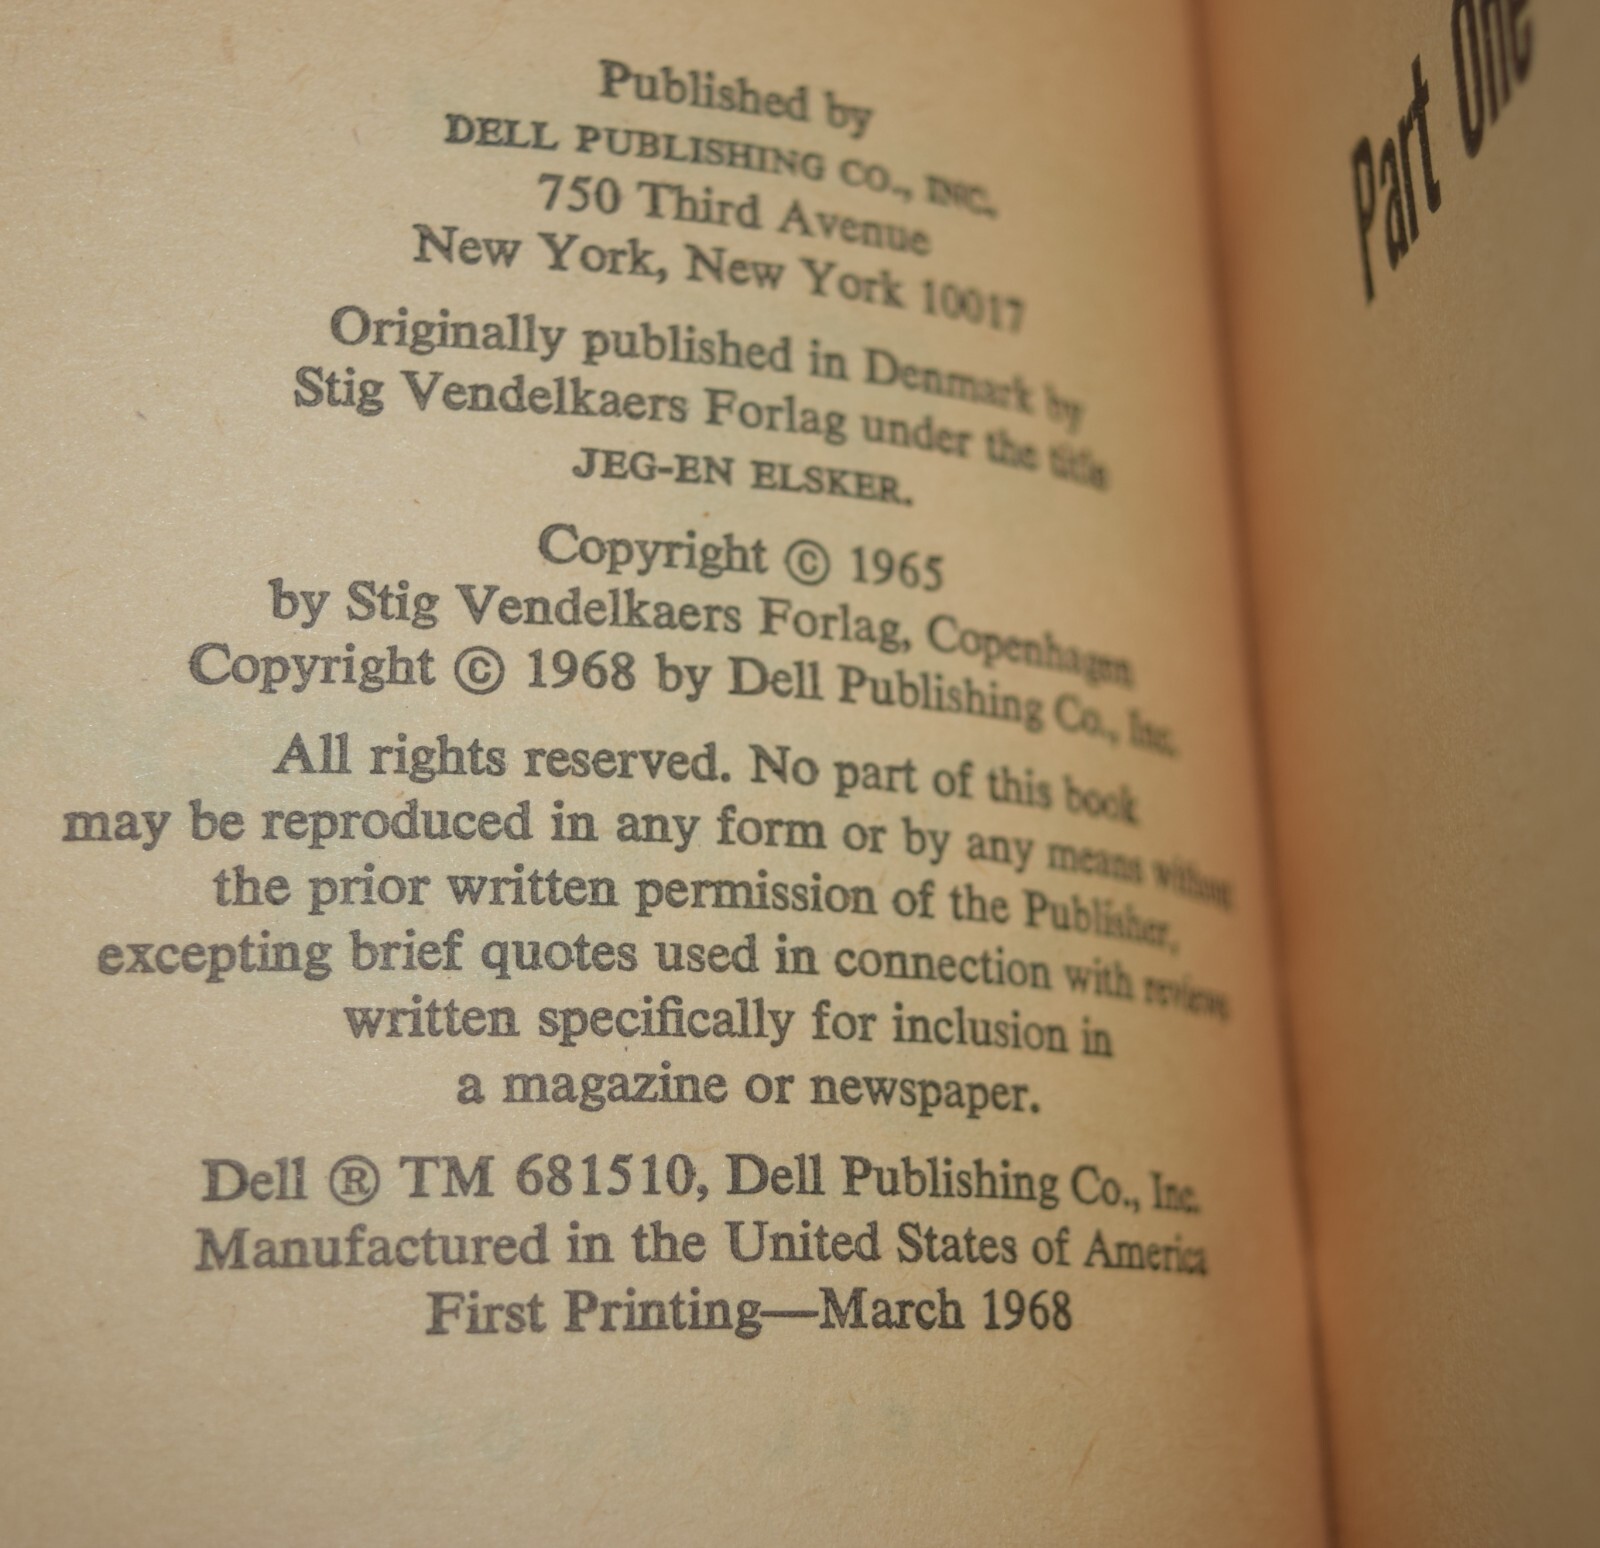 Published by
DELL PUBLISHING CO., INC.
750 Third Avenue
New York, New York 10017
Originally published in Denmark by
Stig Vendelkaers Forlag under the title
JEG-EN ELSKER.
Copyright © 1965
by Stig Vendelkaers Forlag, Copenhagen
Copyright © 1968 by Dell Publishing Co., Inc.
All rights reserved. No part of this book
may be reproduced in any form or by any means without
the prior written permission of the Publisher,
excepting brief quotes used in connection with reviews
written specifically for inclusion in
a magazine or newspaper.
Dell ® TM 681510, Dell Publishing Co., Inc.
Manufactured in the United States of America
First Printing—March 1968
Part One